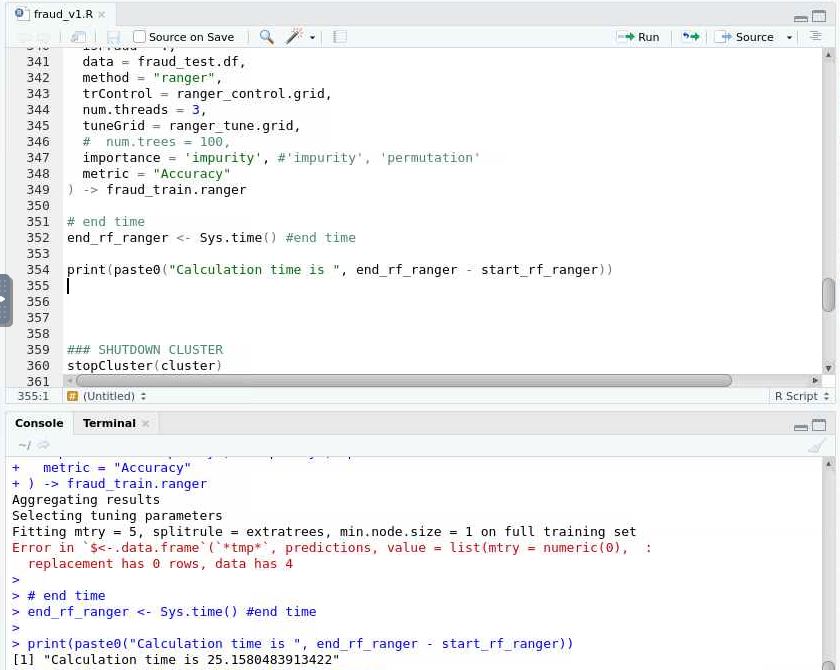 fraud_v1.R
Source on Save
Run
Source
341   data = fraud_test.df,
342   method = "ranger",
343   trControl = ranger_control.grid,
344   num.threads = 3,
345   tuneGrid = ranger_tune.grid,
346   #  num.trees = 100,
347   importance = 'impurity', #'impurity', 'permutation'
348   metric = "Accuracy"
349 ) -> fraud_train.ranger
350
351 # end time
352 end_rf_ranger <- Sys.time() #end time
353
354 print(paste0("Calculation time is ", end_rf_ranger - start_rf_ranger))
355
356
357
358
359 ### SHUTDOWN CLUSTER
360 stopCluster(cluster)
361
355:1 # (Untitled) R Script
Console Terminal
~/
+   metric = "Accuracy"
+ ) -> fraud_train.ranger
Aggregating results
Selecting tuning parameters
Fitting mtry = 5, splitrule = extratrees, min.node.size = 1 on full training set
Error in `$<-.data.frame`(`*tmp*`, predictions, value = list(mtry = numeric(0),  :
  replacement has 0 rows, data has 4
>
> # end time
> end_rf_ranger <- Sys.time() #end time
>
> print(paste0("Calculation time is ", end_rf_ranger - start_rf_ranger))
[1] "Calculation time is 25.1580483913422"